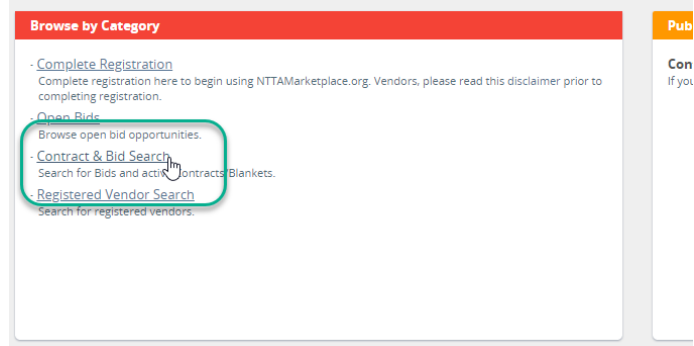 Browse by Category
- Complete Registration
Complete registration here to begin using NTTAMarketplace.org. Vendors, please read this disclaimer prior to
completing registration.
- Open Bids
Browse open bid opportunities.
- Contract & Bid Search
Search for Bids and active Contracts/Blankets.
- Registered Vendor Search
Search for registered vendors.
Pub
Con
If you